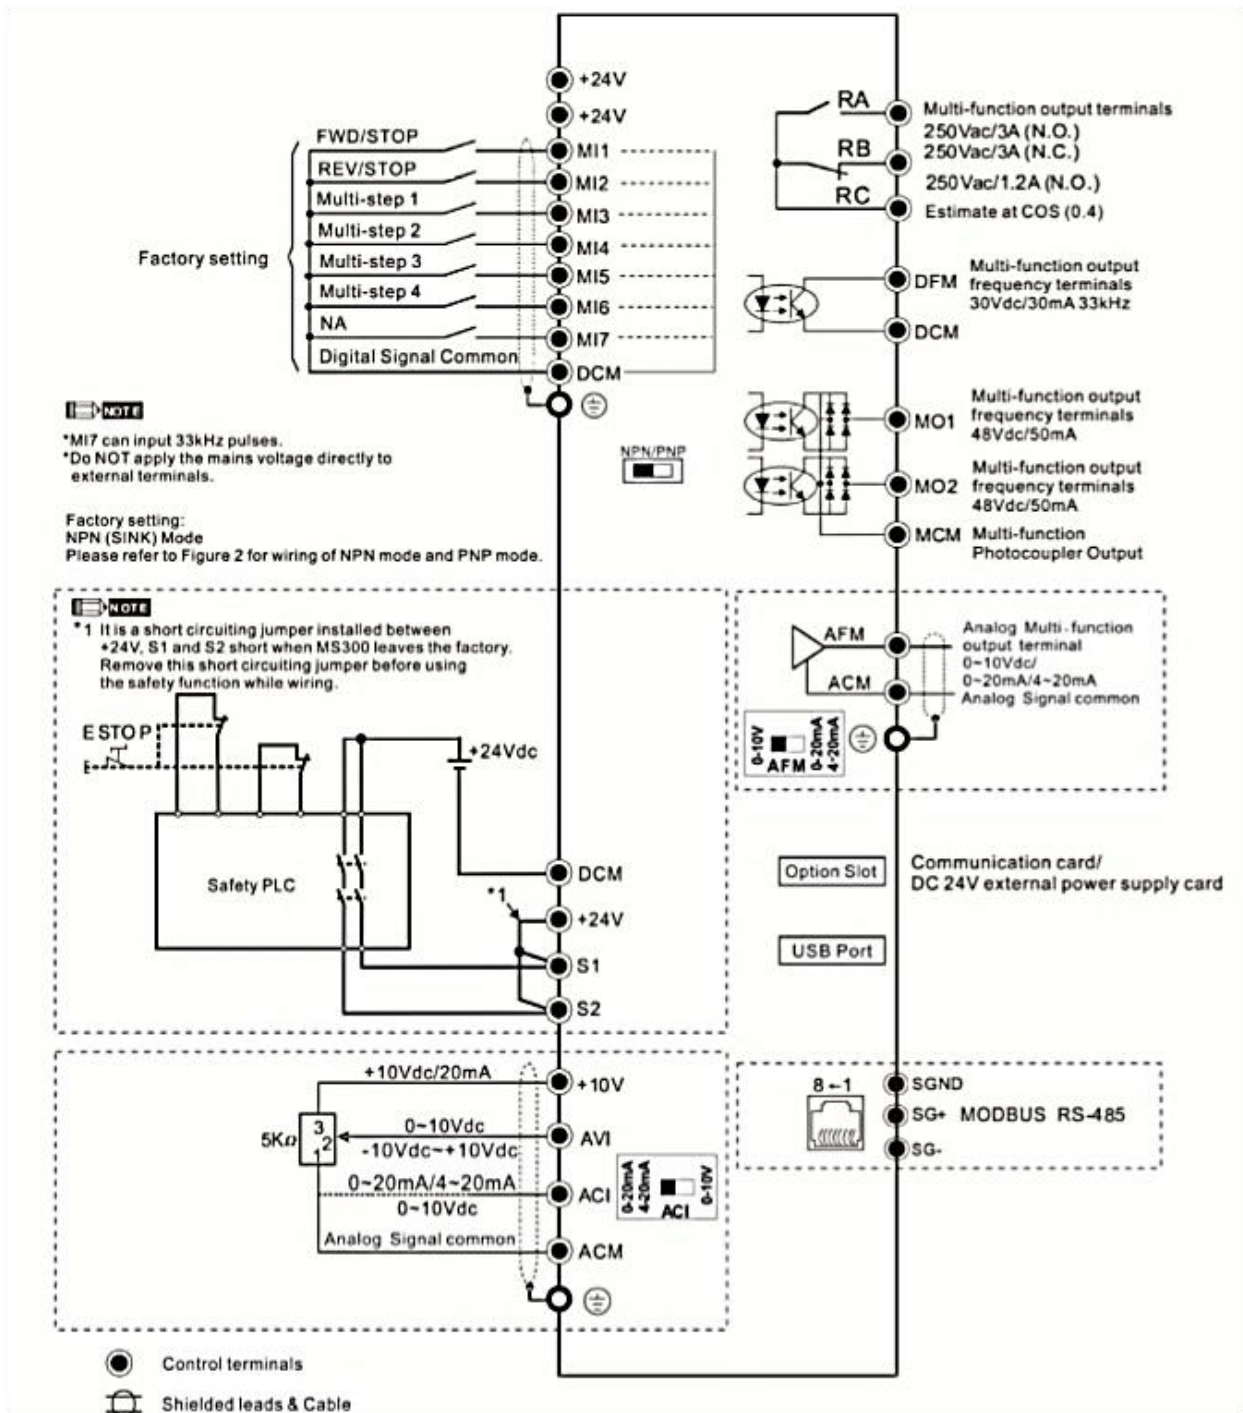 +24V
+24V
FWD/STOP
MI1
REV/STOP
MI2
Multi-step 1
MI3
Multi-step 2
MI4
Factory setting
Multi-step 3
MI5
Multi-step 4
MI6
NA
MI7
Digital Signal Common
DCM
RA
Multi-function output terminals
250Vac/3A (N.O.)
RB
250Vac/3A (N.C.)
250Vac/1.2A (N.O.)
RC
Estimate at COS (0.4)
DFM
Multi-function output
frequency terminals
30Vdc/30mA 33kHz
DCM
MO1
Multi-function output
frequency terminals
48Vdc/50mA
MO2
Multi-function output
frequency terminals
48Vdc/50mA
MCM
Multi-function
Photocoupler Output
NPN/PNP
NOTE
*MI7 can input 33kHz pulses.
*Do NOT apply the mains voltage directly to
external terminals.
Factory setting:
NPN (SINK) Mode
Please refer to Figure 2 for wiring of NPN mode and PNP mode.
NOTE
*1 It is a short circuiting jumper installed between
+24V, S1 and S2 short when MS300 leaves the factory.
Remove this short circuiting jumper before using
the safety function while wiring.
E STOP
+24Vdc
Safety PLC
DCM
*1
+24V
S1
S2
AFM
Analog Multi-function
output terminal
0~10Vdc/
0~20mA/4~20mA
ACM
Analog Signal common
0-10V
AFM
0-20mA
4-20mA
Option Slot
Communication card/
DC 24V external power supply card
USB Port
+10Vdc/20mA
+10V
5KΩ
3
2
1
0~10Vdc
AVI
-10Vdc~+10Vdc
0~20mA/4~20mA
ACI
0~10Vdc
0-20mA
4-20mA
ACI
0-10V
Analog Signal common
ACM
8←1
SGND
SG+ MODBUS RS-485
SG-
Control terminals
Shielded leads & Cable